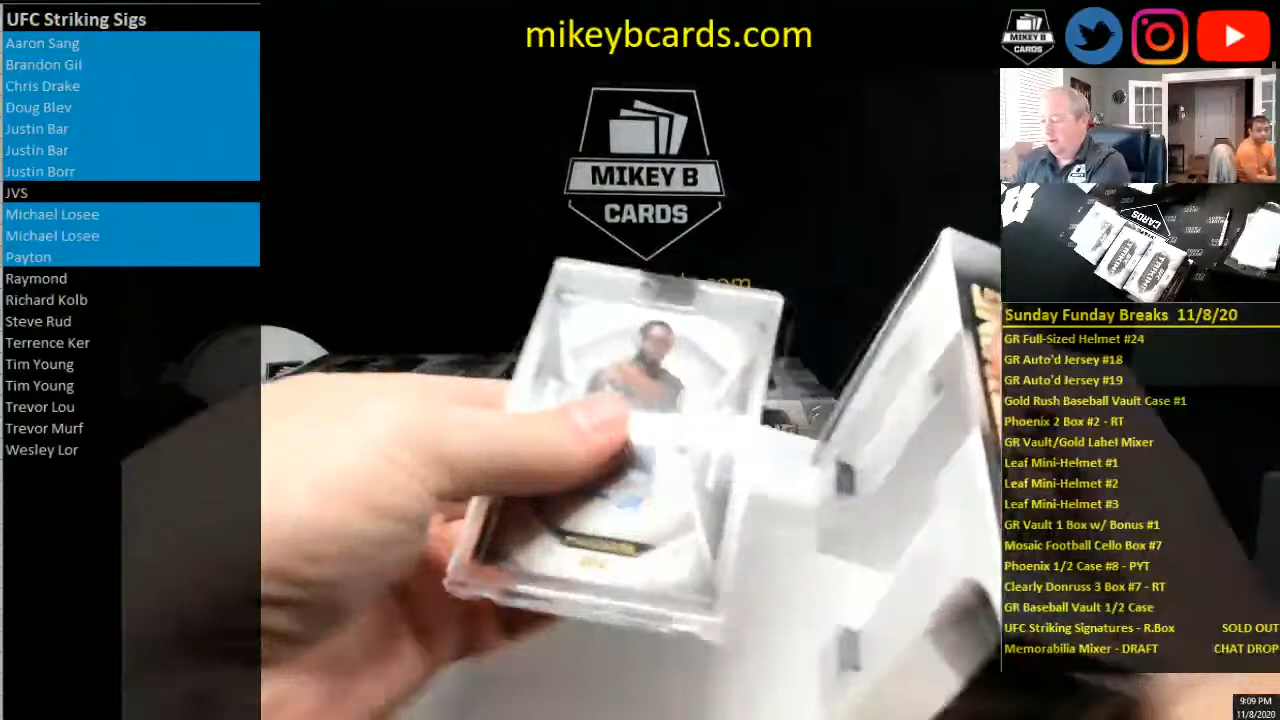 UFC Striking Sigs
Aaron Sang
Brandon Gil
Chris Drake
Doug Blev
Justin Bar
Justin Bar
Justin Borr
JVS
Michael Losee
Michael Losee
Payton
Raymond
Richard Kolb
Steve Rud
Terrence Ker
Tim Young
Tim Young
Trevor Lou
Trevor Murf
Wesley Lor
mikeybcards.com
MIKEY B
CARDS
MIKEY B
CARDS
CARDS
Sunday Funday Breaks 11/8/20
GR Full-Sized Helmet #24
GR Auto'd Jersey #18
GR Auto'd Jersey #19
Gold Rush Baseball Vault Case #1
Phoenix 2 Box #2 - RT
GR Vault/Gold Label Mixer
Leaf Mini-Helmet #1
Leaf Mini-Helmet #2
Leaf Mini-Helmet #3
GR Vault 1 Box w/ Bonus #1
Mosaic Football Cello Box #7
Phoenix 1/2 Case #8 - PYT
Clearly Donruss 3 Box #7 - RT
GR Baseball Vault 1/2 Case
UFC Striking Signatures - R.Box SOLD OUT
Memorabilia Mixer - DRAFT CHAT DROP
9:09 PM
11/8/2020